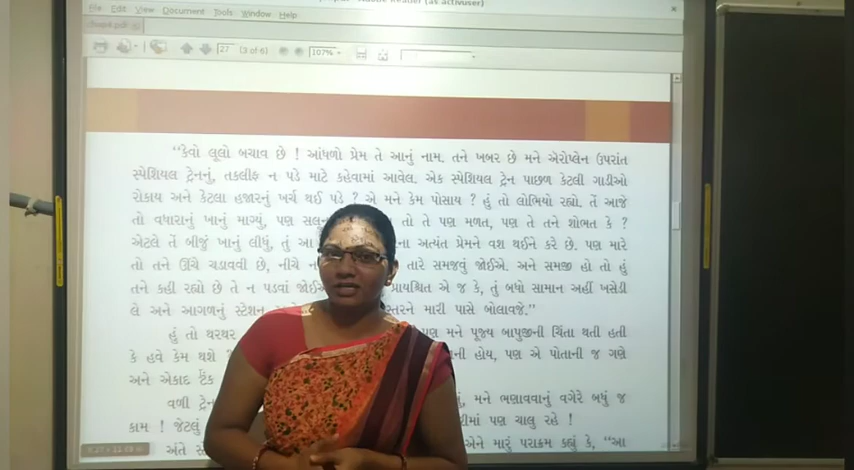 File Edit View Document Tools Window Help
27 (3 of 6) 107%
“કેવો લૂલો બચાવ છે ! આંધળો પ્રેમ તે આનું નામ. તને ખબર છે મને એરોપ્લેન ઉપરાંત
સ્પેશિયલ ટ્રેનનું, તકલીફ ન પડે માટે કહેવામાં આવેલ. એક સ્પેશિયલ ટ્રેન પાછળ કેટલી ગાડીઓ
રોકાય અને કેટલા હજારનું ખર્ચ થઈ પડે ? એ મને કેમ પોસાય ? હું તો લોભિયો રહ્યો. તેં આજે
તો વધારાનું ખાનું માગ્યું, પણ તો તે પણ મળત, પણ તે તને શોભત કે ?
એટલે તેં બીજું ખાનું લીધું, તું આ અત્યંત પ્રેમને વશ થઈને કરે છે. પણ મારે
તો તને ઊંચે ચડાવવી છે, નીચે તારે સમજવું જોઈએ. અને સમજી હો તો હું
તને કહી રહ્યો છે તે ન પડવાં પ્રાયશ્ચિત એ જ કે, તું બધો સામાન અહીં ખસેડી
લે અને આગળનું સ્ટેશન મારી પાસે બોલાવજે.”
હું તો થરથર પણ મને પૂજ્ય બાપુજીની ચિંતા થતી હતી
કે હવે કેમ થશે હોય, પણ એ પોતાની જ ગણે
અને એકાદ ટંક
વળી મને ભણાવવાનું વગેરે બધું જ
કામ ! જેટલું પણ ચાલુ રહે !
અંતે મારું પરાક્રમ કહ્યું કે, “આ